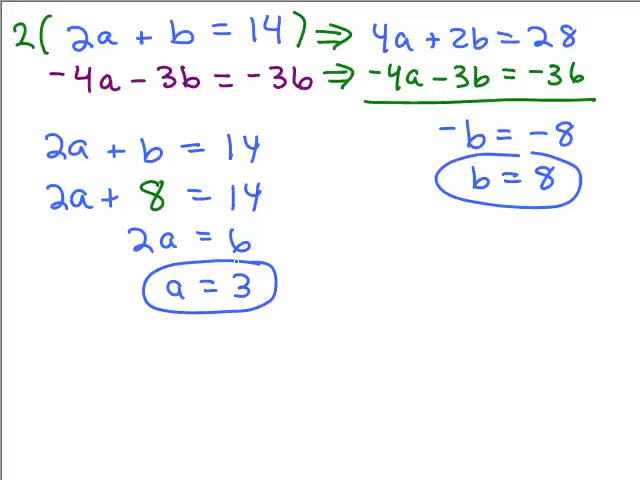 2( 2a + b = 14 ) ⇒ 4a + 2b = 28
-4a - 3b = -36 ⇒ -4a - 3b = -36
-b = -8
b = 8
2a + b = 14
2a + 8 = 14
2a = 6
a = 3